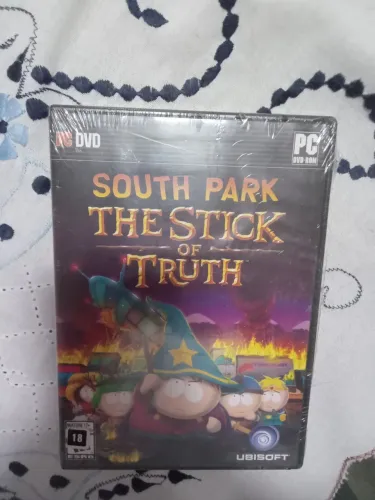 PC DVD
PC
DVD-ROM
SOUTH PARK
THE STICK
OF
TRUTH
18
UBISOFT